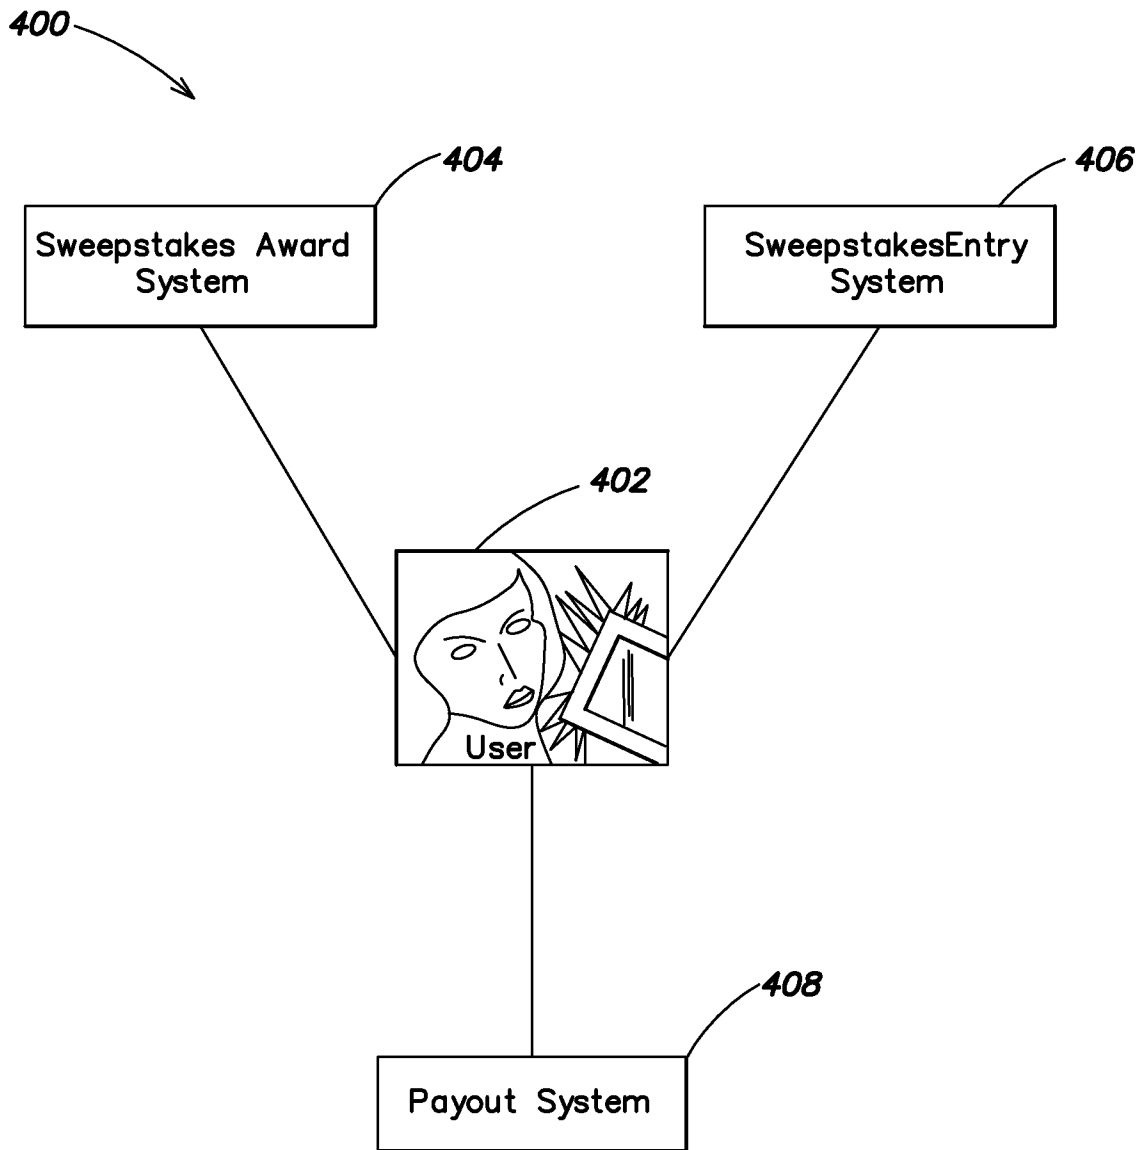 400
404
406
Sweepstakes Award
System
SweepstakesEntry
System
402
User
408
Payout System